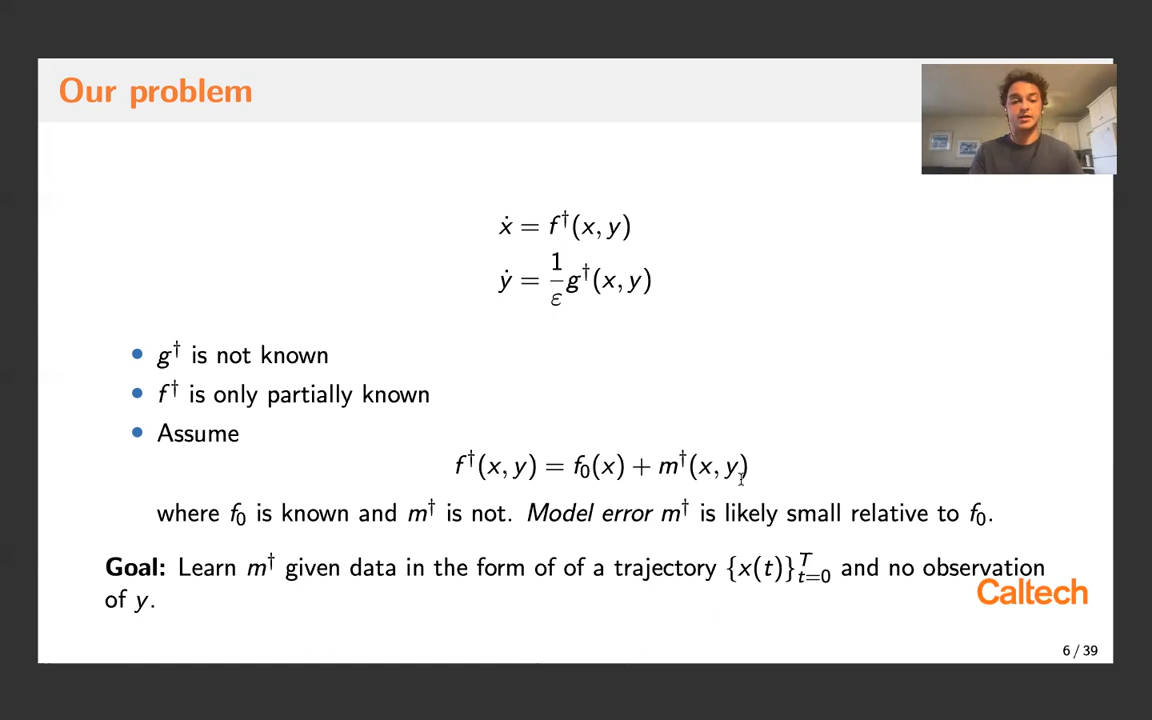 Our problem
ẋ = f†(x, y)
ẏ = 1/ε g†(x, y)
• g† is not known
• f† is only partially known
• Assume
f†(x, y) = f₀(x) + m†(x, y)
where f₀ is known and m† is not. Model error m† is likely small relative to f₀.
Goal: Learn m† given data in the form of of a trajectory {x(t)}ᵀₜ₌₀ and no observation
of y.
Caltech
6 / 39